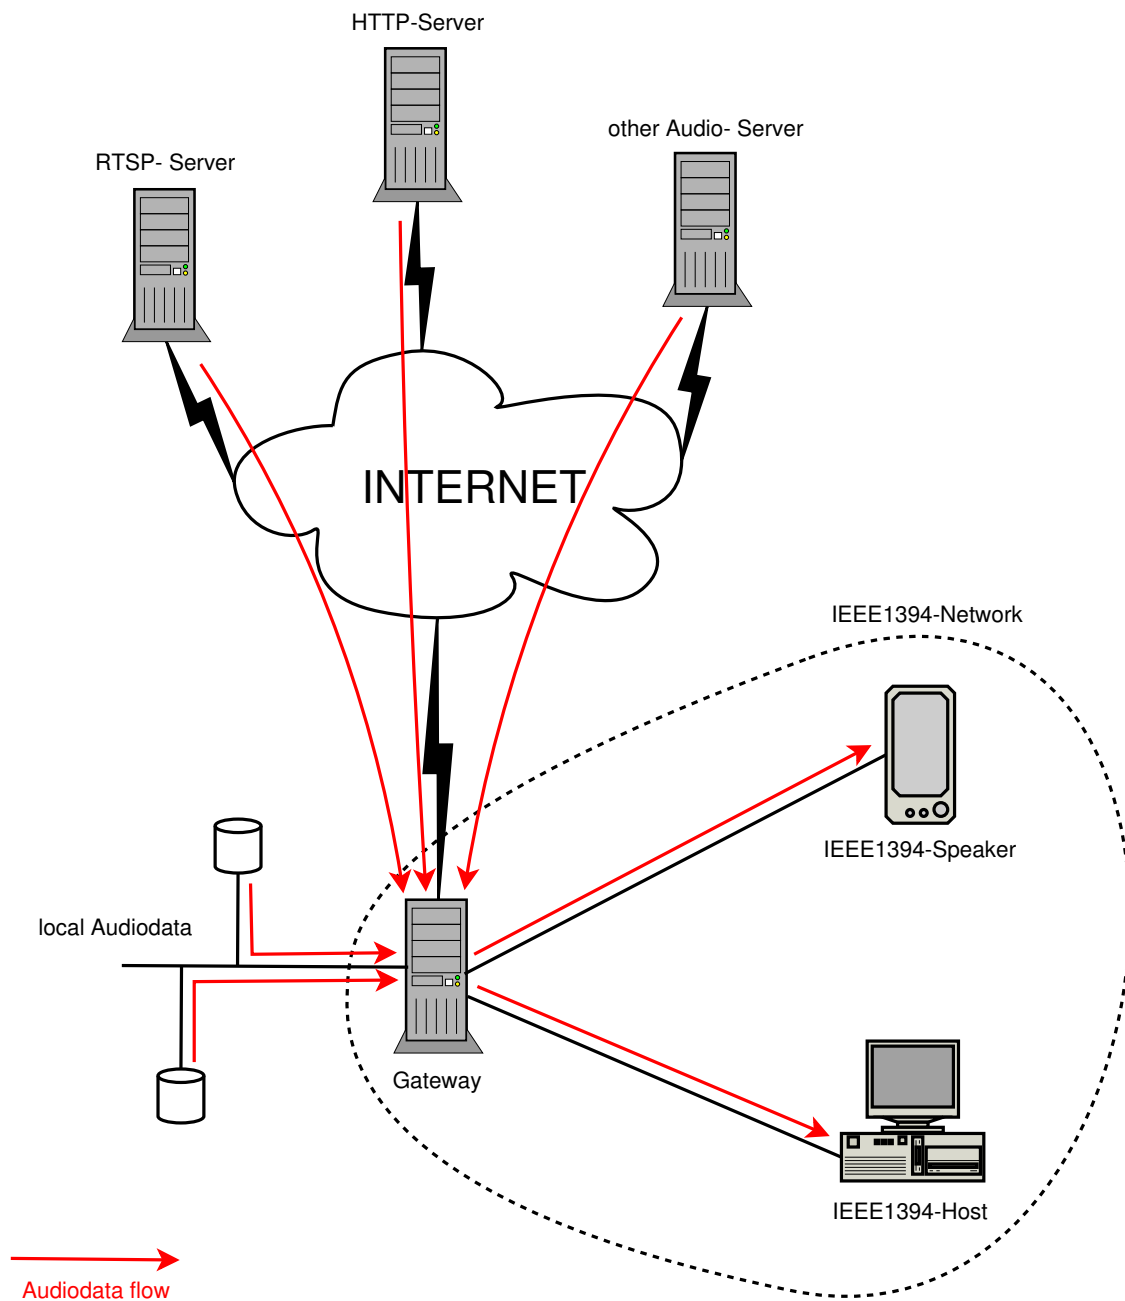 HTTP-Server
other Audio- Server
RTSP- Server
INTERNET
IEEE1394-Network
IEEE1394-Speaker
local Audiodata
Gateway
IEEE1394-Host
Audiodata flow